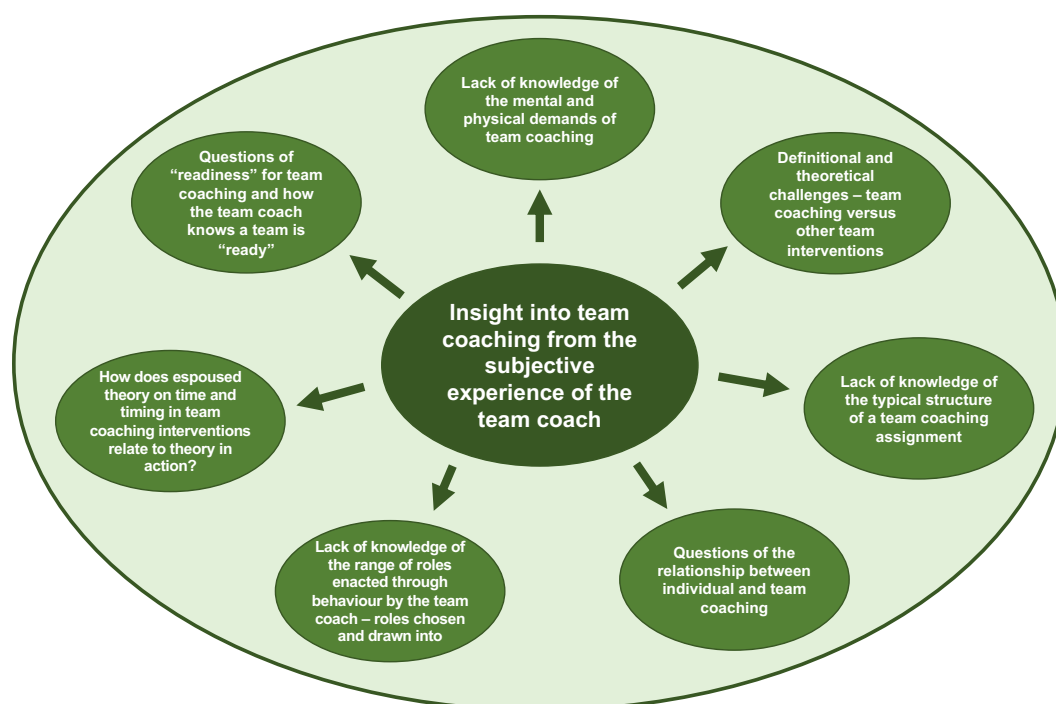 Lack of knowledge of
the mental and
physical demands of
team coaching
Questions of
“readiness” for team
coaching and how
the team coach
knows a team is
“ready”
Definitional and
theoretical
challenges – team
coaching versus
other team
interventions
Insight into team
coaching from the
subjective
experience of the
team coach
How does espoused
theory on time and
timing in team
coaching interventions
relate to theory in
action?
Lack of knowledge of
the typical structure
of a team coaching
assignment
Lack of knowledge of
the range of roles
enacted through
behaviour by the team
coach – roles chosen
and drawn into
Questions of the
relationship between
individual and team
coaching